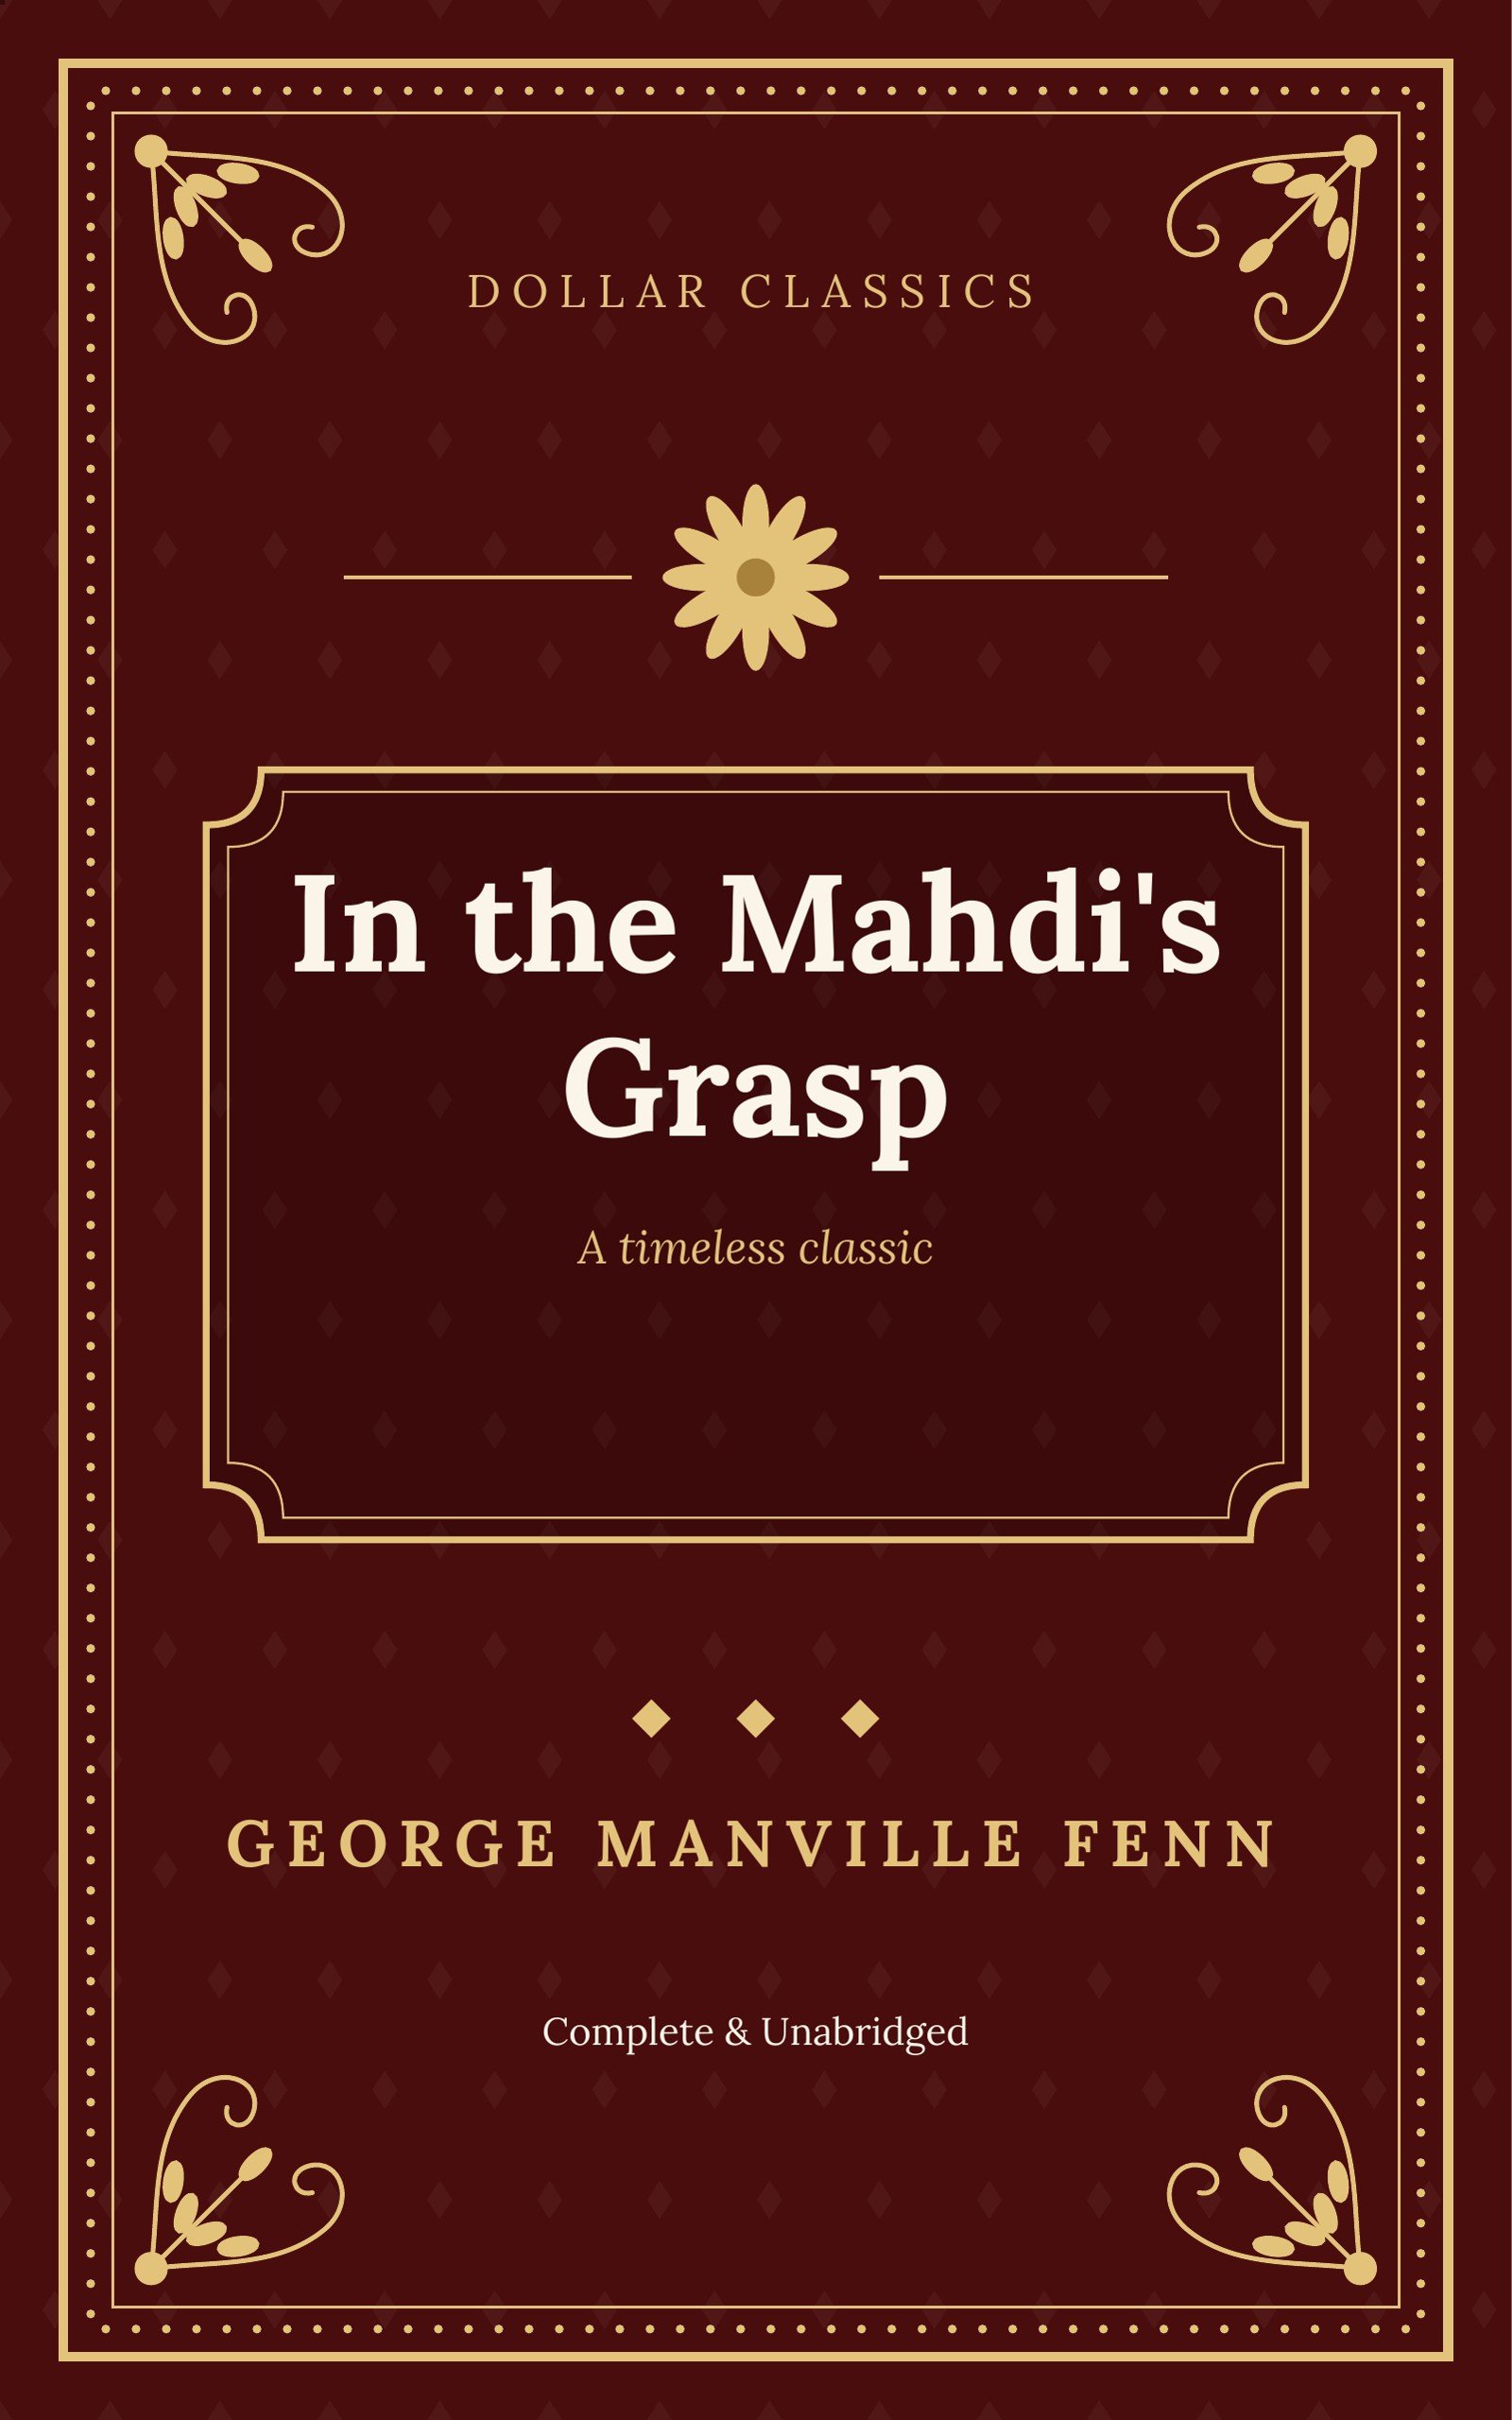 DOLLAR CLASSICS
In the Mahdi's
Grasp
A timeless classic
GEORGE MANVILLE FENN
Complete & Unabridged